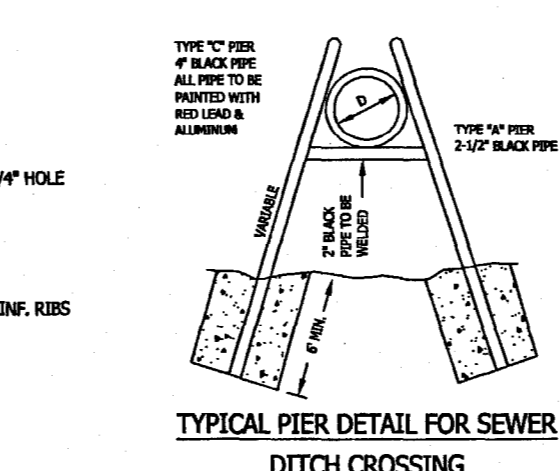 TYPE "C" PIER
4" BLACK PIPE
ALL PIPE TO BE
PAINTED WITH
RED LEAD &
ALUMINUM
D
TYPE "A" PIER
2-1/2" BLACK PIPE
/4" HOLE
VARIABLE
2" BLACK
PIPE TO BE
WELDED
INF. RIBS
6' MIN.
TYPICAL PIER DETAIL FOR SEWER
DITCH CROSSING